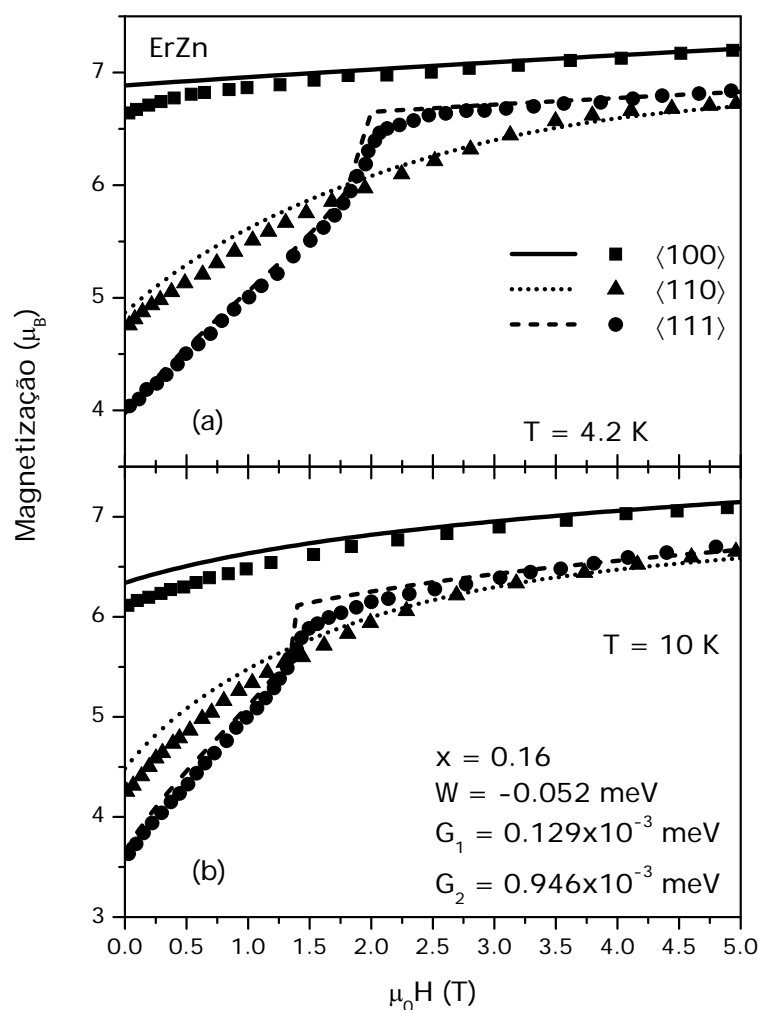 ErZn
7
6
5
4
⟨100⟩
⟨110⟩
⟨111⟩
(a)
T = 4.2 K
Magnetização (μB)
7
6
5
4
3
T = 10 K
x = 0.16
W = -0.052 meV
G1 = 0.129x10-3 meV
G2 = 0.946x10-3 meV
(b)
0.0 0.5 1.0 1.5 2.0 2.5 3.0 3.5 4.0 4.5 5.0
μ0H (T)